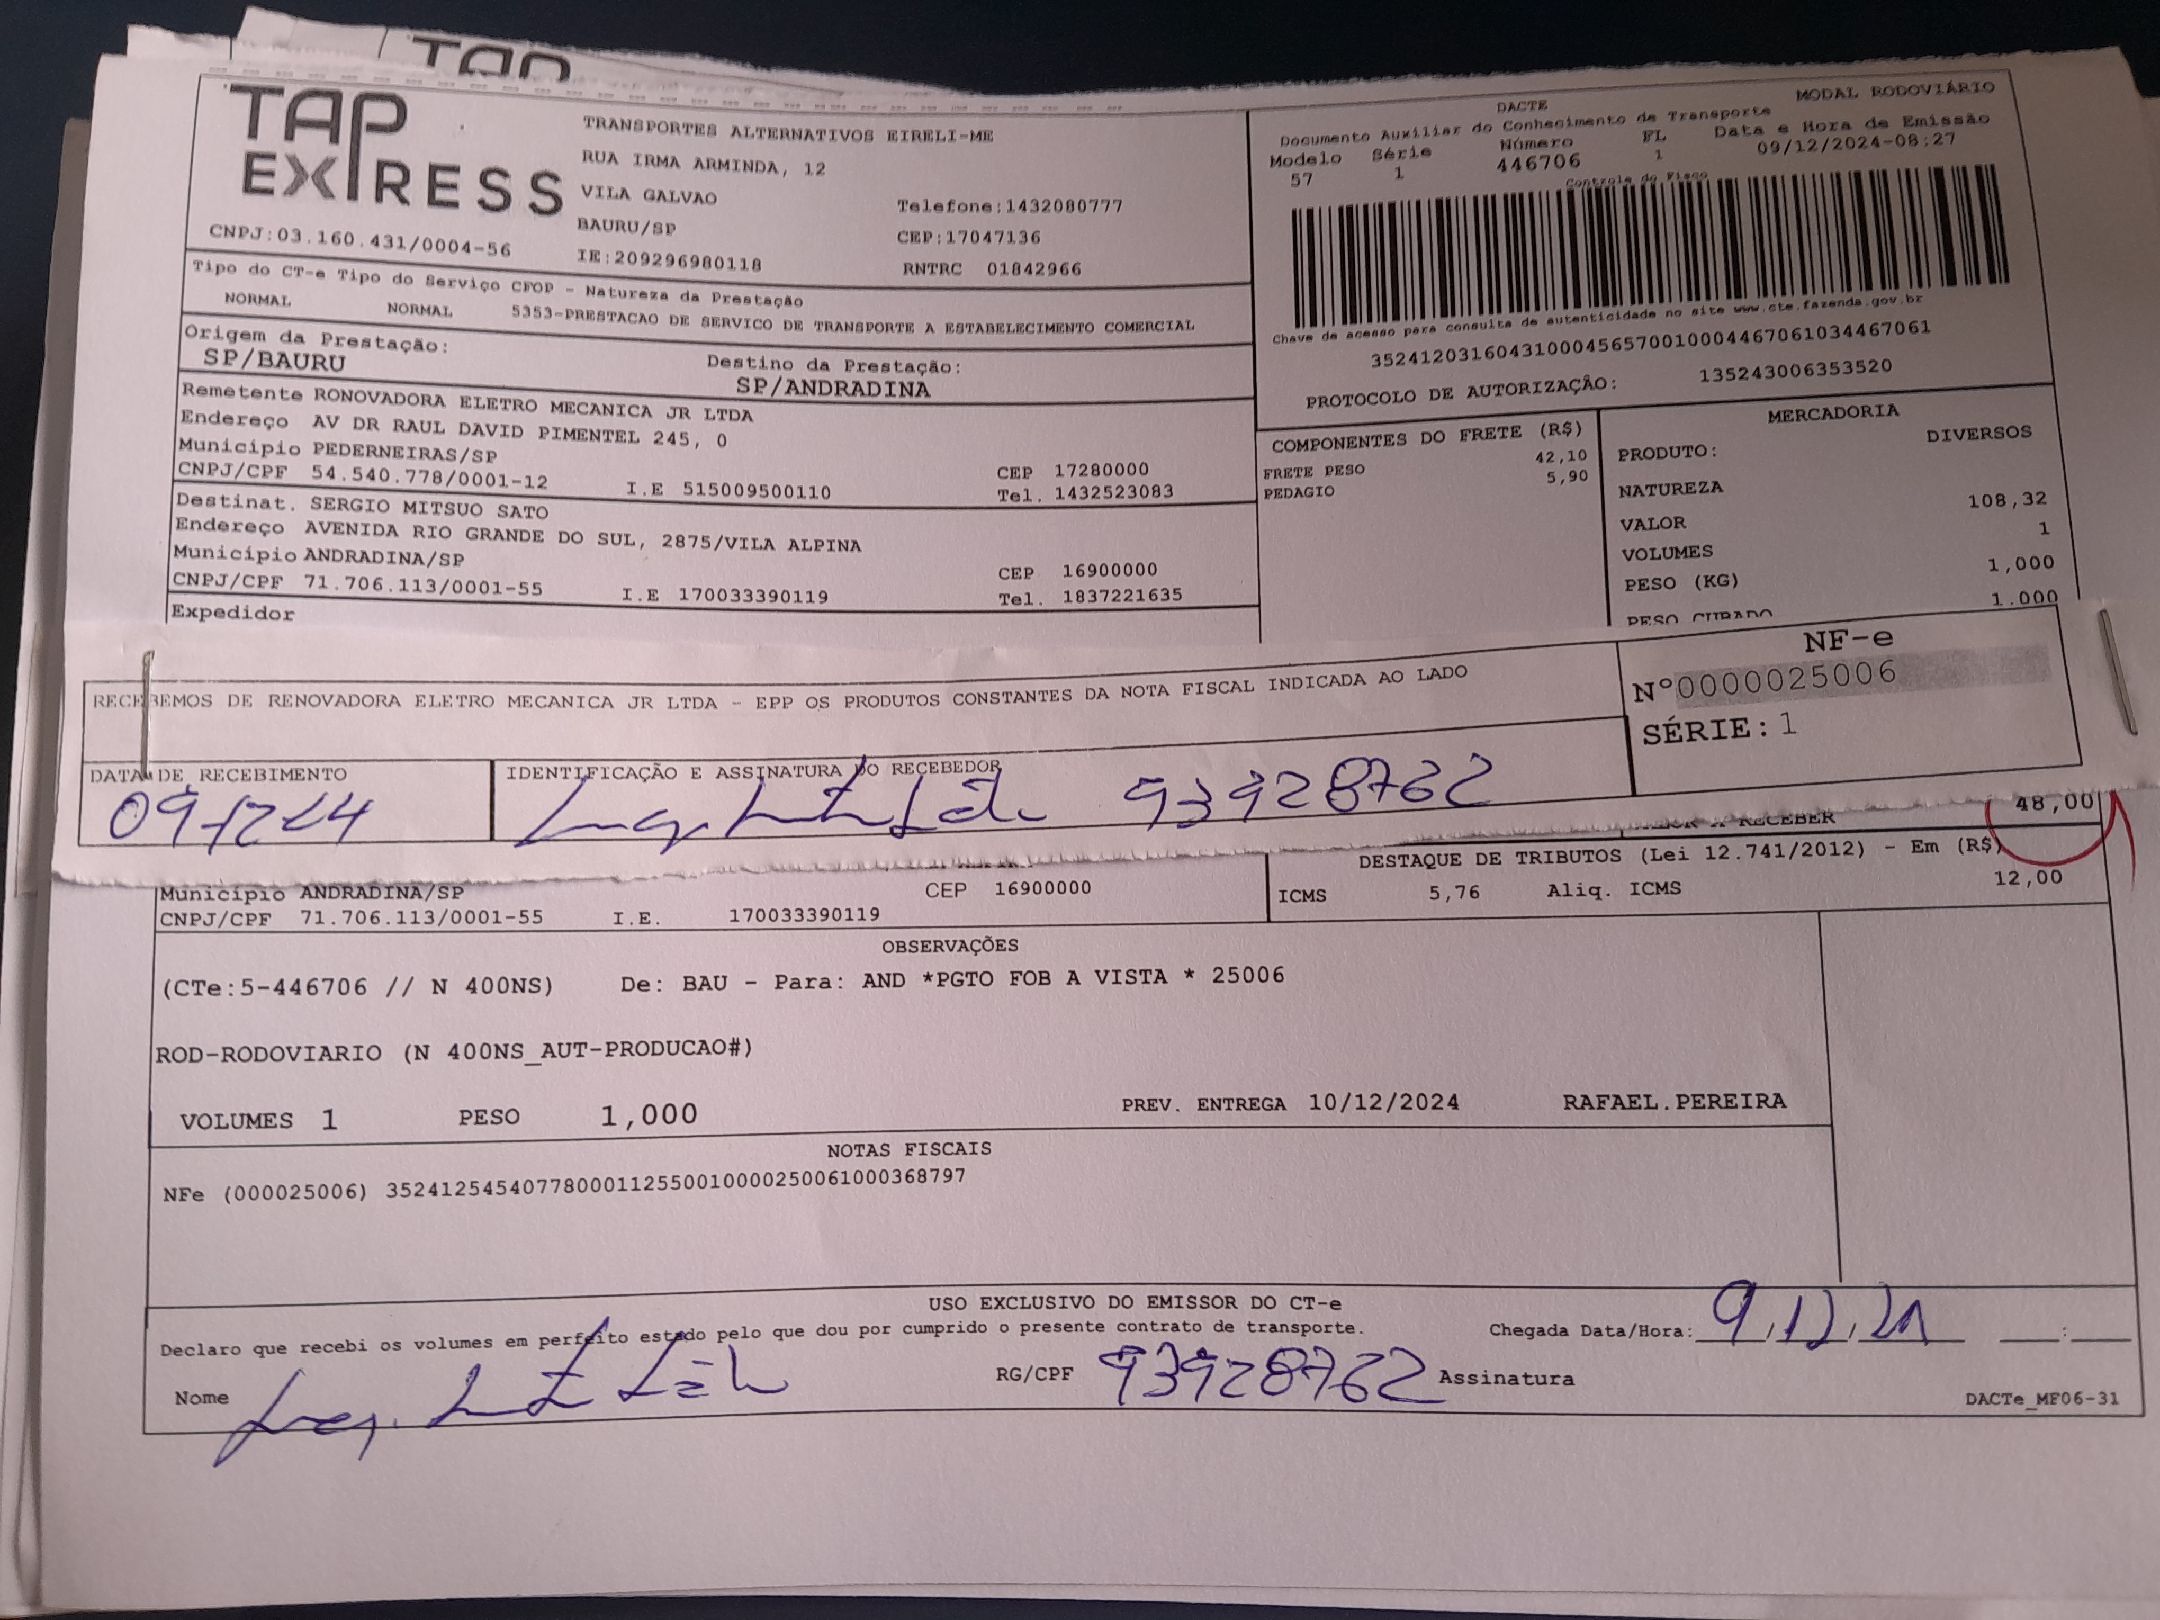 TAP
EXPRESS
TRANSPORTES ALTERNATIVOS EIRELI-ME
RUA IRMA ARMINDA, 12
VILA GALVAO
Telefone:1432080777
BAURU/SP
CEP:17047136
CNPJ:03.160.431/0004-56
IE:209296980118
RNTRC 01842966
MODAL RODOVIÁRIO
DACTE
Documento Auxiliar do Conhecimento de Transporte
Modelo Série Número FL Data e Hora de Emissão
57 1 446706 1 09/12/2024-08:27
Controle do Fisco
Chave de acesso para consulta de autenticidade no site www.cte.fazenda.gov.br
35241203160431000456570010004467061034467061
PROTOCOLO DE AUTORIZAÇÃO: 135243006353520
Tipo do CT-e Tipo do Serviço CFOP - Natureza da Prestação
NORMAL NORMAL 5353-PRESTACAO DE SERVICO DE TRANSPORTE A ESTABELECIMENTO COMERCIAL
Origem da Prestação: Destino da Prestação:
SP/BAURU SP/ANDRADINA
Remetente RONOVADORA ELETRO MECANICA JR LTDA
Endereço AV DR RAUL DAVID PIMENTEL 245, 0
Município PEDERNEIRAS/SP CEP 17280000
CNPJ/CPF 54.540.778/0001-12 I.E 515009500110 Tel. 1432523083
Destinat. SERGIO MITSUO SATO
Endereço AVENIDA RIO GRANDE DO SUL, 2875/VILA ALPINA
Município ANDRADINA/SP CEP 16900000
CNPJ/CPF 71.706.113/0001-55 I.E 170033390119 Tel. 1837221635
Expedidor
COMPONENTES DO FRETE (R$)
FRETE PESO 42,10
PEDAGIO 5,90
MERCADORIA
PRODUTO: DIVERSOS
NATUREZA
VALOR 108,32
VOLUMES 1
PESO (KG) 1,000
PESO CUBADO 1.000
RECEBEMOS DE RENOVADORA ELETRO MECANICA JR LTDA - EPP OS PRODUTOS CONSTANTES DA NOTA FISCAL INDICADA AO LADO
NF-e
Nº0000025006
SÉRIE:1
DATA DE RECEBIMENTO
IDENTIFICAÇÃO E ASSINATURA DO RECEBEDOR
93928762
A RECEBER 48,00
DESTAQUE DE TRIBUTOS (Lei 12.741/2012) - Em (R$)
ICMS 5,76 Aliq. ICMS 12,00
Município ANDRADINA/SP CEP 16900000
CNPJ/CPF 71.706.113/0001-55 I.E. 170033390119
OBSERVAÇÕES
(CTe:5-446706 // N 400NS) De: BAU - Para: AND *PGTO FOB A VISTA * 25006
ROD-RODOVIARIO (N 400NS_AUT-PRODUCAO#)
VOLUMES 1 PESO 1,000 PREV. ENTREGA 10/12/2024 RAFAEL.PEREIRA
NOTAS FISCAIS
NFe (000025006) 35241254540778000112550010000250061000368797
USO EXCLUSIVO DO EMISSOR DO CT-e
Declaro que recebi os volumes em perfeito estado pelo que dou por cumprido o presente contrato de transporte. Chegada Data/Hora:
Nome RG/CPF 93928762 Assinatura
DACTe_MF06-31
TAP